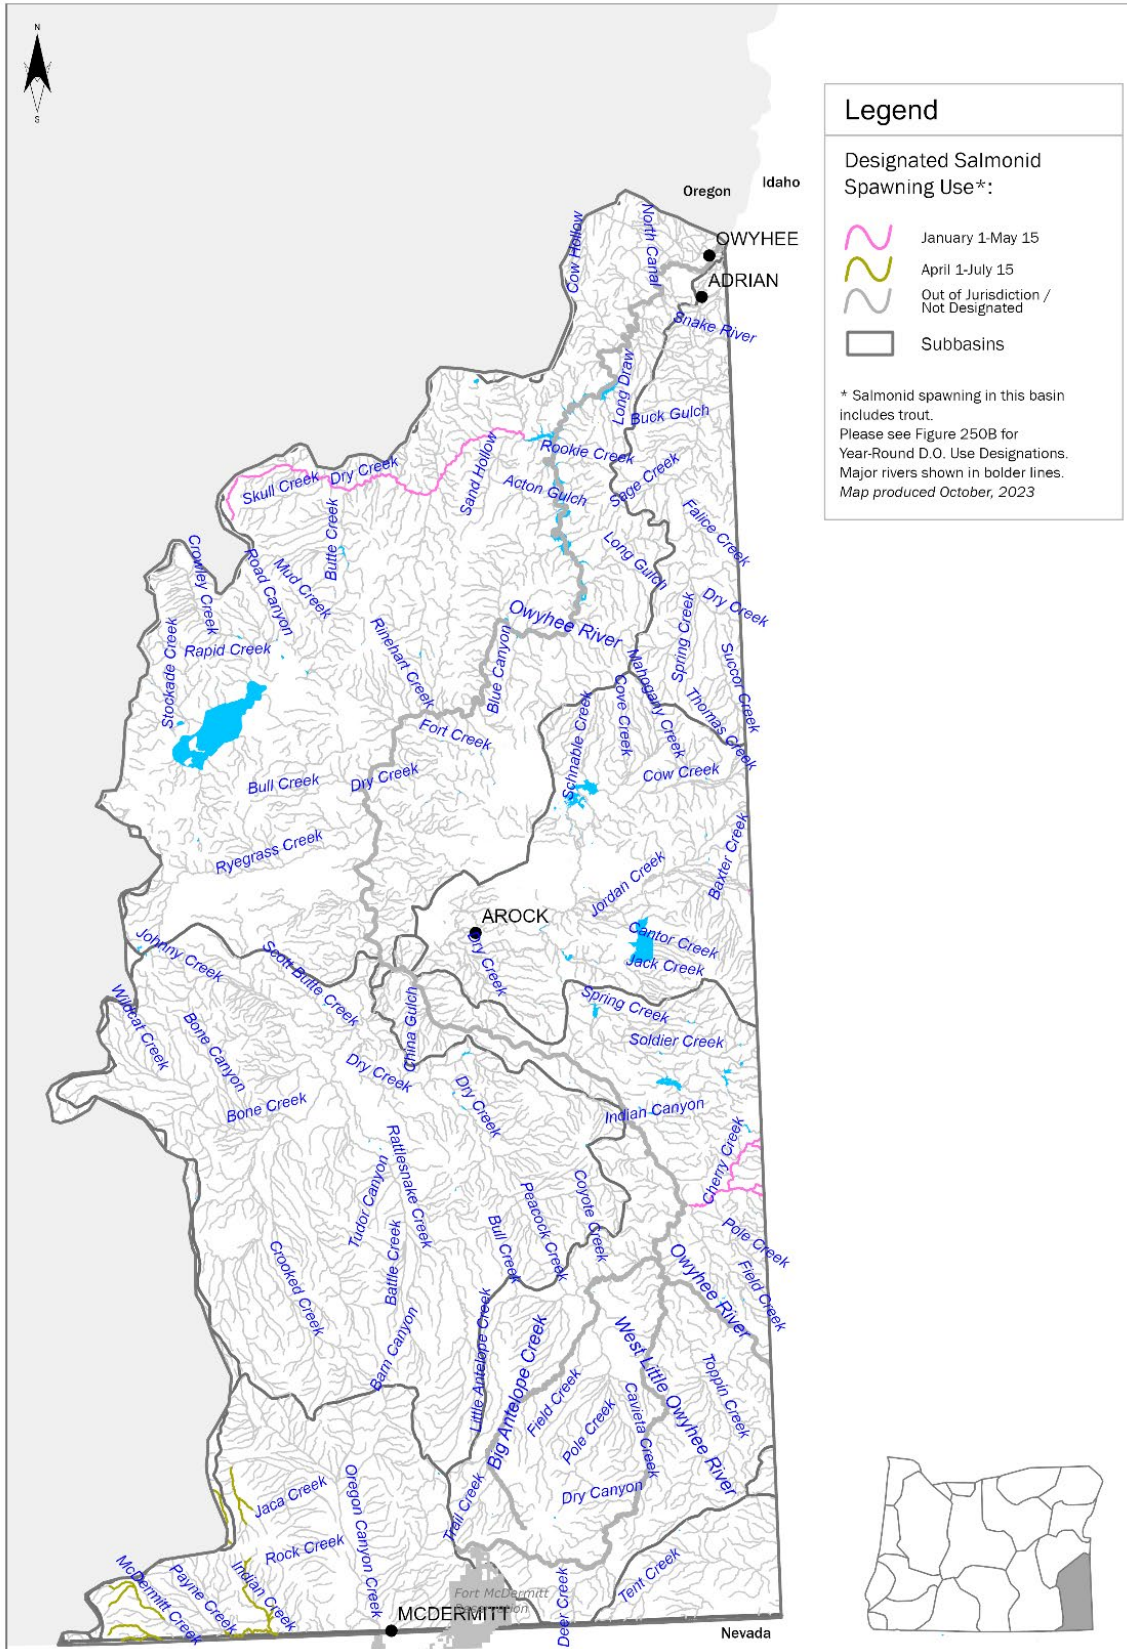 N
S
Legend
Designated Salmonid
Spawning Use*:
January 1-May 15
April 1-July 15
Out of Jurisdiction /
Not Designated
Subbasins
* Salmonid spawning in this basin
includes trout.
Please see Figure 250B for
Year-Round D.O. Use Designations.
Major rivers shown in bolder lines.
Map produced October, 2023
Oregon
Idaho
Cow Hollow
North Canal
OWYHEE
ADRIAN
Snake River
Long Draw
Buck Gulch
Rookie Creek
Sage Creek
Sand Hollow
Acton Gulch
Skull Creek
Dry Creek
Butte Creek
Falice Creek
Long Gulch
Crowley Creek
Road Canyon
Mud Creek
Dry Creek
Spring Creek
Owyhee River
Rapid Creek
Stockade Creek
Rinehart Creek
Blue Canyon
Mahogany Creek
Succor Creek
Cove Creek
Thomas Creek
Schnable Creek
Fort Creek
Cow Creek
Bull Creek
Dry Creek
Ryegrass Creek
Baxter Creek
Jordan Creek
AROCK
Cantor Creek
Jack Creek
Dry Creek
Johnny Creek
Scott Butte Creek
Wildcat Creek
Bone Canyon
China Gulch
Spring Creek
Soldier Creek
Dry Creek
Dry Creek
Bone Creek
Indian Canyon
Cherry Creek
Rattlesnake Creek
Tudor Canyon
Peacock Creek
Coyote Creek
Bull Creek
Battle Creek
Crooked Creek
Pole Creek
Owyhee River
Field Creek
Barn Canyon
Little Antelope Creek
Big Antelope Creek
West Little Owyhee River
Toppin Creek
Field Creek
Pole Creek
Cavieta Creek
Dry Canyon
Jaca Creek
Oregon Canyon Creek
Trail Creek
Rock Creek
McDermitt Creek
Payne Creek
Indian Creek
Fort McDermitt
MCDERMITT
Deer Creek
Tent Creek
Nevada